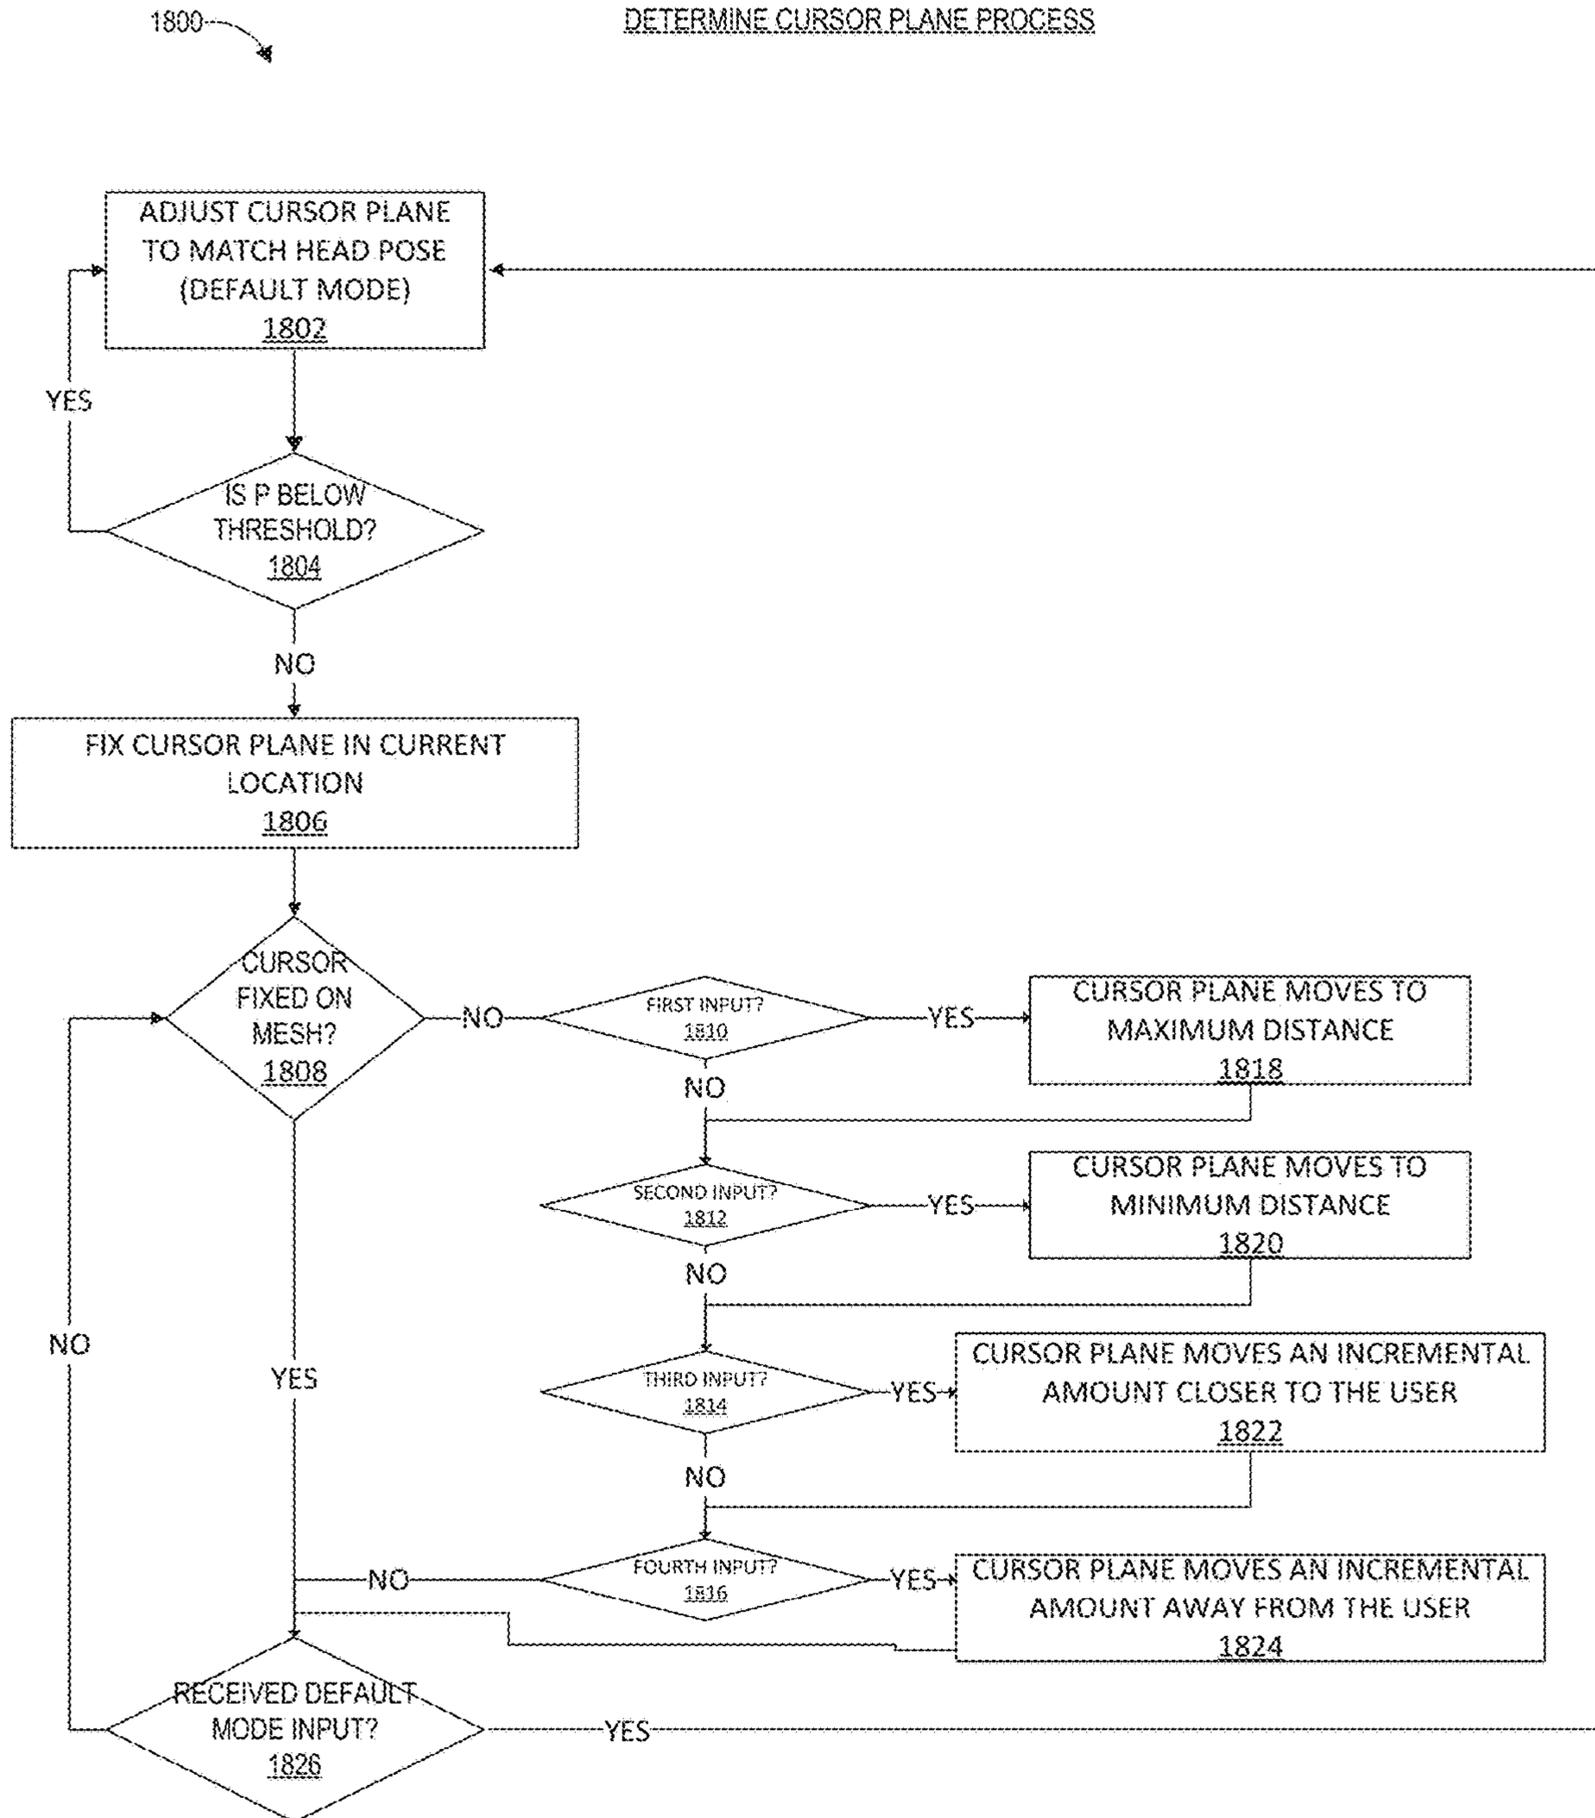 1800
DETERMINE CURSOR PLANE PROCESS
ADJUST CURSOR PLANE
TO MATCH HEAD POSE
(DEFAULT MODE)
1802
YES
IS P BELOW
THRESHOLD?
1804
NO
FIX CURSOR PLANE IN CURRENT
LOCATION
1806
CURSOR
FIXED ON
MESH?
1808
NO
FIRST INPUT?
1810
YES
CURSOR PLANE MOVES TO
MAXIMUM DISTANCE
1818
NO
SECOND INPUT?
1812
YES
CURSOR PLANE MOVES TO
MINIMUM DISTANCE
1820
NO
THIRD INPUT?
1814
YES
CURSOR PLANE MOVES AN INCREMENTAL
AMOUNT CLOSER TO THE USER
1822
NO
YES
NO
FOURTH INPUT?
1816
YES
CURSOR PLANE MOVES AN INCREMENTAL
AMOUNT AWAY FROM THE USER
1824
NO
RECEIVED DEFAULT
MODE INPUT?
1826
YES